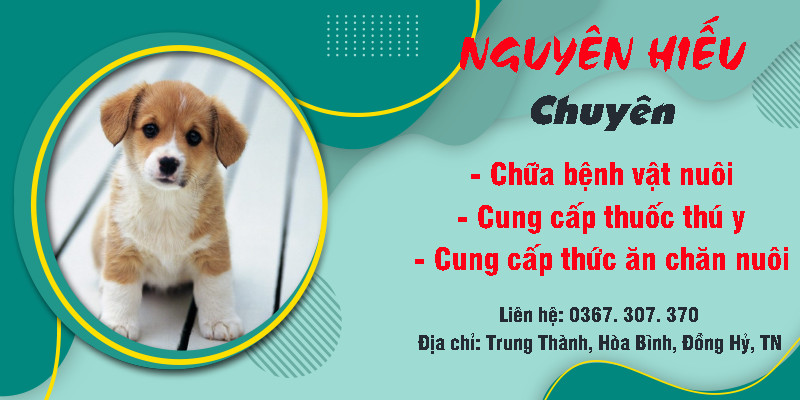 NGUYÊN HIẾU
Chuyên
- Chữa bệnh vật nuôi
- Cung cấp thuốc thú y
- Cung cấp thức ăn chăn nuôi
Liên hệ: 0367. 307. 370
Địa chỉ: Trung Thành, Hòa Bình, Đồng Hỷ, TN